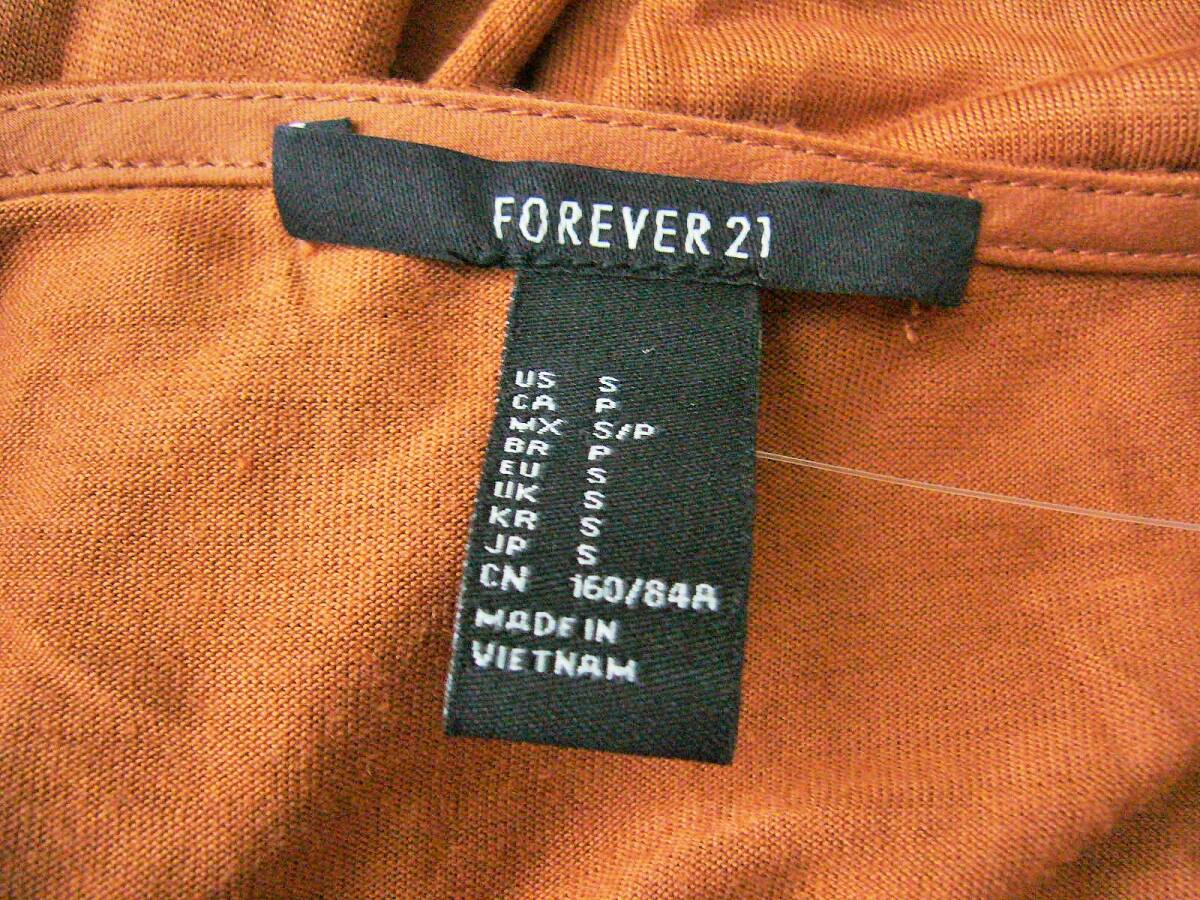 FOREVER 21
US S
CA P
MX S/P
BR P
EU S
UK S
KR S
JP S
CN 160/84A
MADE IN
VIETNAM